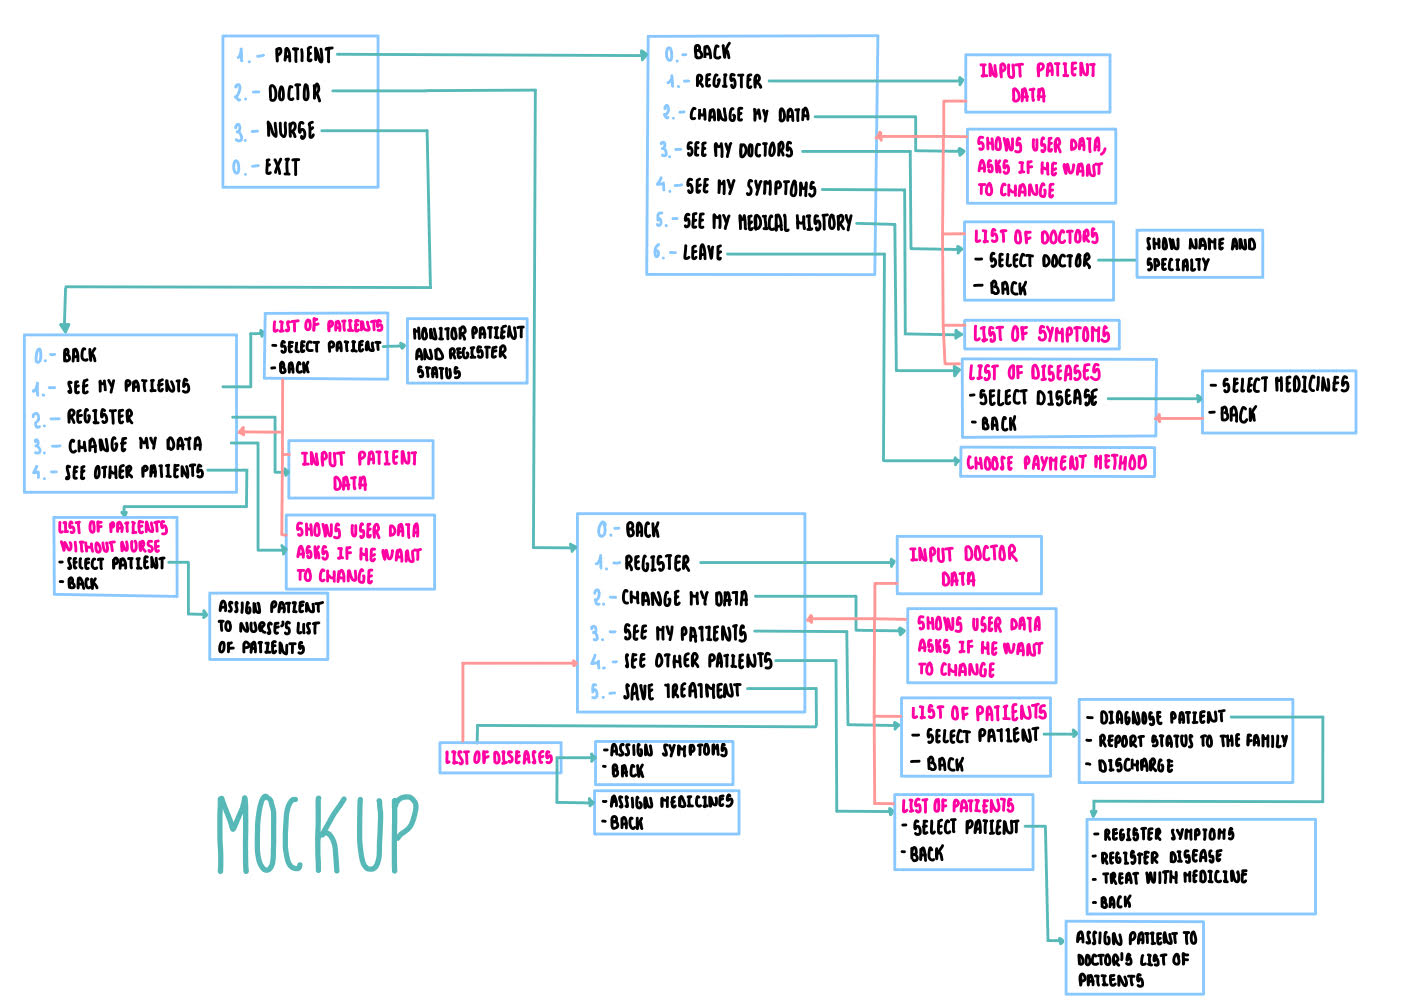 1.- PATIENT
2.- DOCTOR
3.- NURSE
0.- EXIT
0.- BACK
1.- REGISTER
2.- CHANGE MY DATA
3.- SEE MY DOCTORS
4.- SEE MY SYMPTOMS
5.- SEE MY MEDICAL HISTORY
6.- LEAVE
INPUT PATIENT
DATA
SHOWS USER DATA,
ASKS IF HE WANT
TO CHANGE
LIST OF DOCTORS
- SELECT DOCTOR
- BACK
SHOW NAME AND
SPECIALTY
LIST OF SYMPTOMS
LIST OF DISEASES
- SELECT DISEASE
- BACK
- SELECT MEDICINES
- BACK
CHOOSE PAYMENT METHOD
0.- BACK
1.- SEE MY PATIENTS
2.- REGISTER
3.- CHANGE MY DATA
4.- SEE OTHER PATIENTS
LIST OF PATIENTS
- SELECT PATIENT
- BACK
MONITOR PATIENT
AND REGISTER
STATUS
INPUT PATIENT
DATA
SHOWS USER DATA
ASKS IF HE WANT
TO CHANGE
LIST OF PATIENTS
WITHOUT NURSE
- SELECT PATIENT
- BACK
ASSIGN PATIENT
TO NURSE'S LIST
OF PATIENTS
0.- BACK
1.- REGISTER
2.- CHANGE MY DATA
3.- SEE MY PATIENTS
4.- SEE OTHER PATIENTS
5.- SAVE TREATMENT
INPUT DOCTOR
DATA
SHOWS USER DATA
ASKS IF HE WANT
TO CHANGE
LIST OF PATIENTS
- SELECT PATIENT
- BACK
- DIAGNOSE PATIENT
- REPORT STATUS TO THE FAMILY
- DISCHARGE
LIST OF DISEASES
- ASSIGN SYMPTOMS
- BACK
- ASSIGN MEDICINES
- BACK
LIST OF PATIENTS
- SELECT PATIENT
- BACK
- REGISTER SYMPTOMS
- REGISTER DISEASE
- TREAT WITH MEDICINE
- BACK
ASSIGN PATIENT TO
DOCTOR'S LIST OF
PATIENTS
MOCKUP